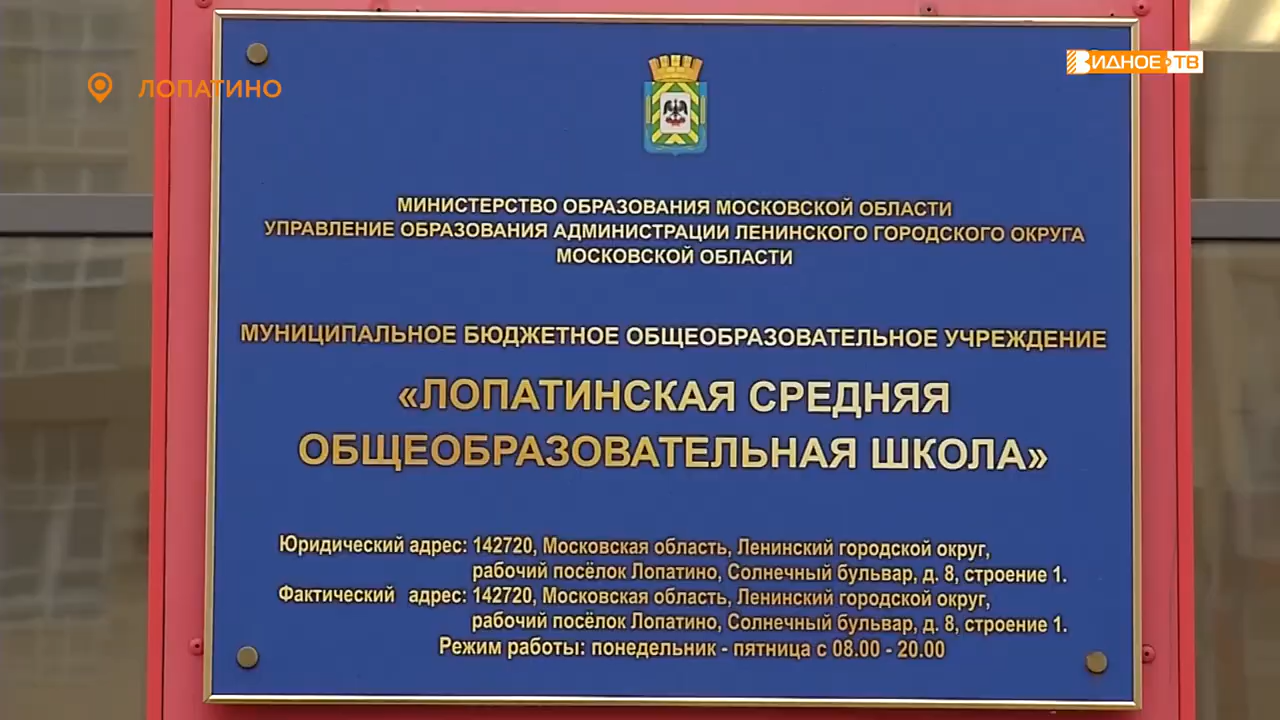 ЛОПАТИНО
ВИДНОЕ ТВ
МИНИСТЕРСТВО ОБРАЗОВАНИЯ МОСКОВСКОЙ ОБЛАСТИ
УПРАВЛЕНИЕ ОБРАЗОВАНИЯ АДМИНИСТРАЦИИ ЛЕНИНСКОГО ГОРОДСКОГО ОКРУГА
МОСКОВСКОЙ ОБЛАСТИ
МУНИЦИПАЛЬНОЕ БЮДЖЕТНОЕ ОБЩЕОБРАЗОВАТЕЛЬНОЕ УЧРЕЖДЕНИЕ
«ЛОПАТИНСКАЯ СРЕДНЯЯ
ОБЩЕОБРАЗОВАТЕЛЬНАЯ ШКОЛА»
Юридический адрес: 142720, Московская область, Ленинский городской округ,
рабочий посёлок Лопатино, Солнечный бульвар, д. 8, строение 1.
Фактический адрес: 142720, Московская область, Ленинский городской округ,
рабочий посёлок Лопатино, Солнечный бульвар, д. 8, строение 1.
Режим работы: понедельник - пятница с 08.00 - 20.00